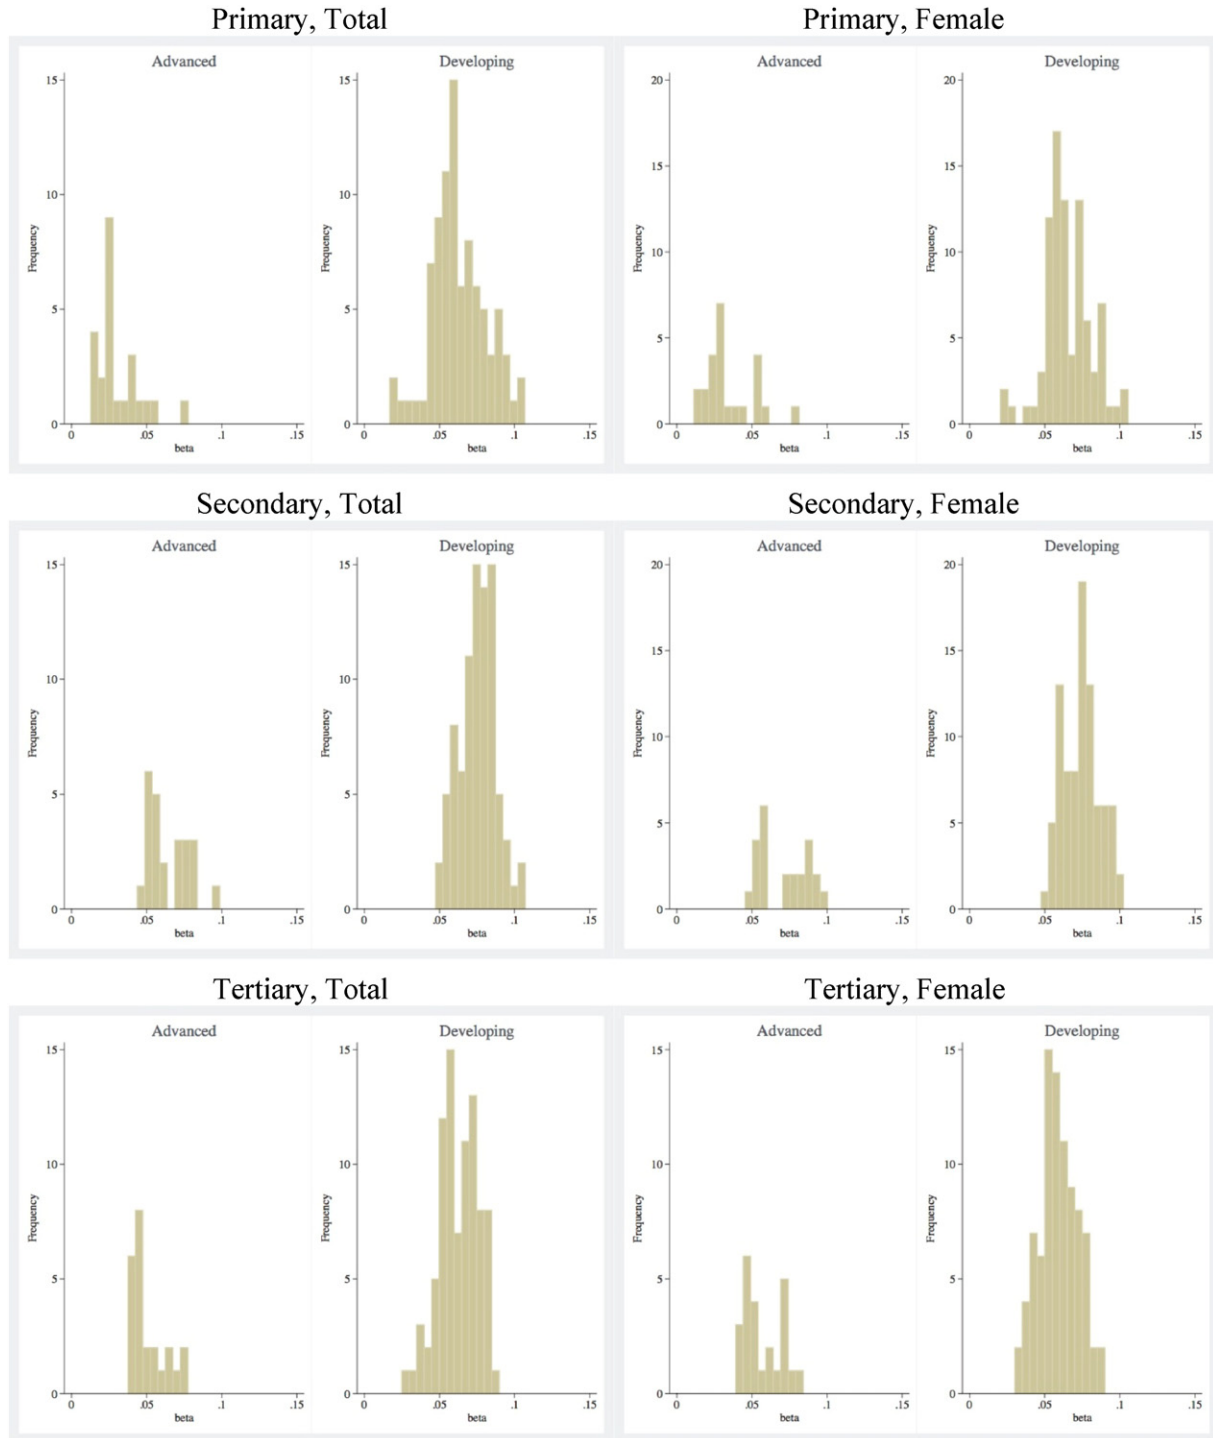 Primary, Total
Primary, Female
Advanced
Developing
Advanced
Developing
15
10
5
0
Frequency
0 .05 .1 .15
beta
15
10
5
0
Frequency
0 .05 .1 .15
beta
20
15
10
5
0
Frequency
0 .05 .1 .15
beta
20
15
10
5
0
Frequency
0 .05 .1 .15
beta
Secondary, Total
Secondary, Female
Advanced
Developing
Advanced
Developing
15
10
5
0
Frequency
0 .05 .1 .15
beta
15
10
5
0
Frequency
0 .05 .1 .15
beta
20
15
10
5
0
Frequency
0 .05 .1 .15
beta
20
15
10
5
0
Frequency
0 .05 .1 .15
beta
Tertiary, Total
Tertiary, Female
Advanced
Developing
Advanced
Developing
15
10
5
0
Frequency
0 .05 .1 .15
beta
15
10
5
0
Frequency
0 .05 .1 .15
beta
15
10
5
0
Frequency
0 .05 .1 .15
beta
15
10
5
0
Frequency
0 .05 .1 .15
beta